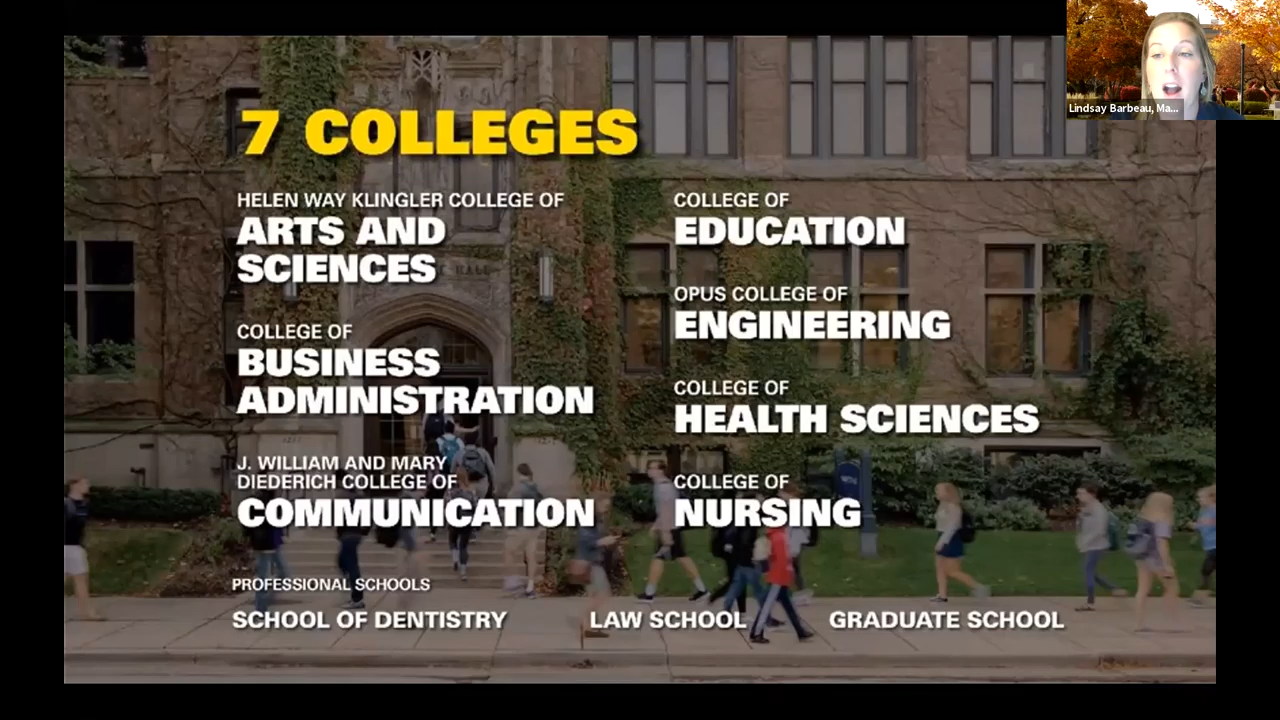 Lindsay Barbeau, Ma...
7 COLLEGES
HELEN WAY KLINGLER COLLEGE OF
ARTS AND
SCIENCES
COLLEGE OF
BUSINESS
ADMINISTRATION
J. WILLIAM AND MARY
DIEDERICH COLLEGE OF
COMMUNICATION
COLLEGE OF
EDUCATION
OPUS COLLEGE OF
ENGINEERING
COLLEGE OF
HEALTH SCIENCES
COLLEGE OF
NURSING
PROFESSIONAL SCHOOLS
SCHOOL OF DENTISTRY
LAW SCHOOL
GRADUATE SCHOOL